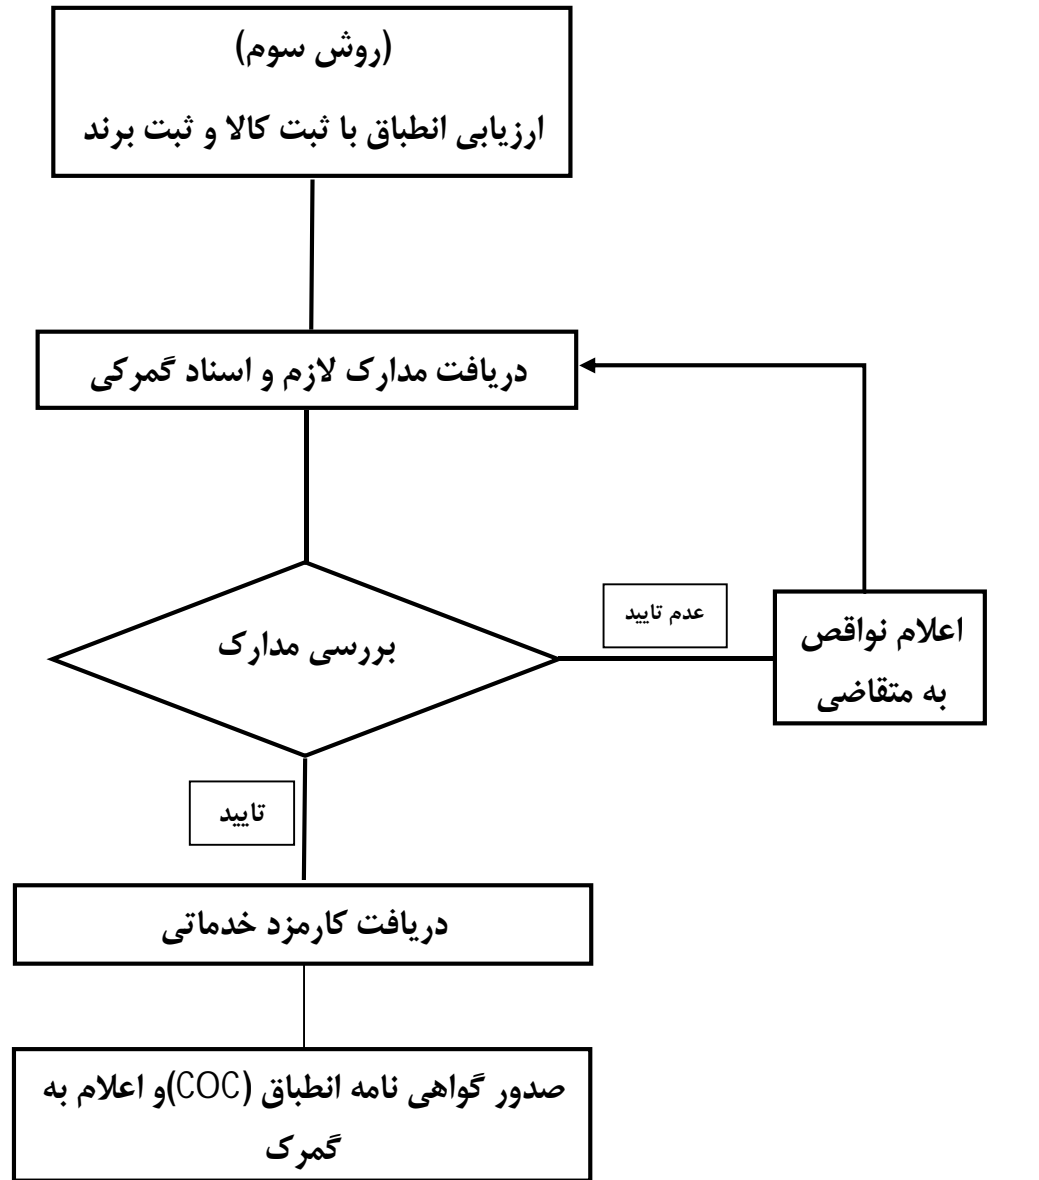 (روش سوم)
ارزیابی انطباق با ثبت کالا و ثبت برند
دریافت مدارک لازم و اسناد گمرکی
بررسی مدارک
عدم تایید
اعلام نواقص
به متقاضی
تایید
دریافت کارمزد خدماتی
صدور گواهی نامه انطباق (COC)و اعلام به
گمرک